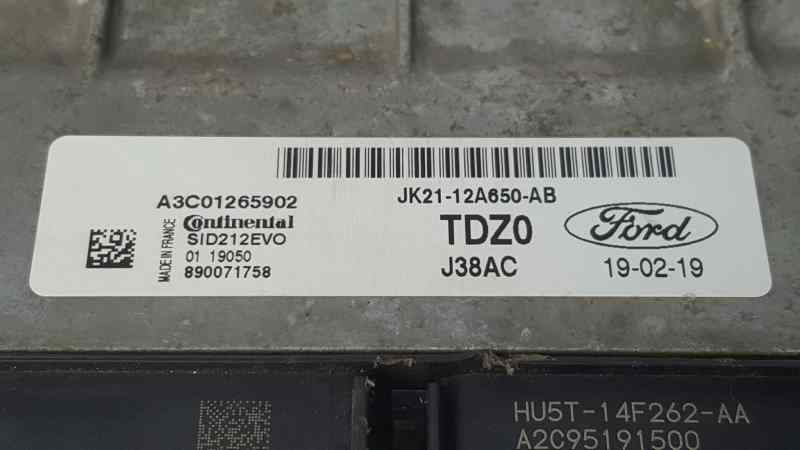 A3C01265902
Continental
SID212EVO
01 19050
890071758
MADE IN FRANCE
JK21-12A650-AB
TDZ0
J38AC
Ford
19-02-19
HU5T-14F262-AA
A2C95191500